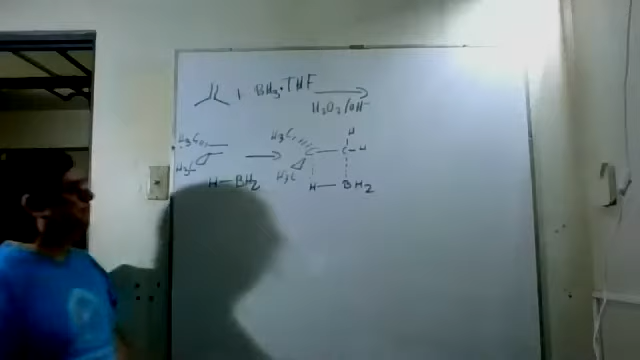 + BH3·THF
H2O2/OH-
H3C C — C H
H
H3C
H3C
H3C
H — BH2 H — BH2